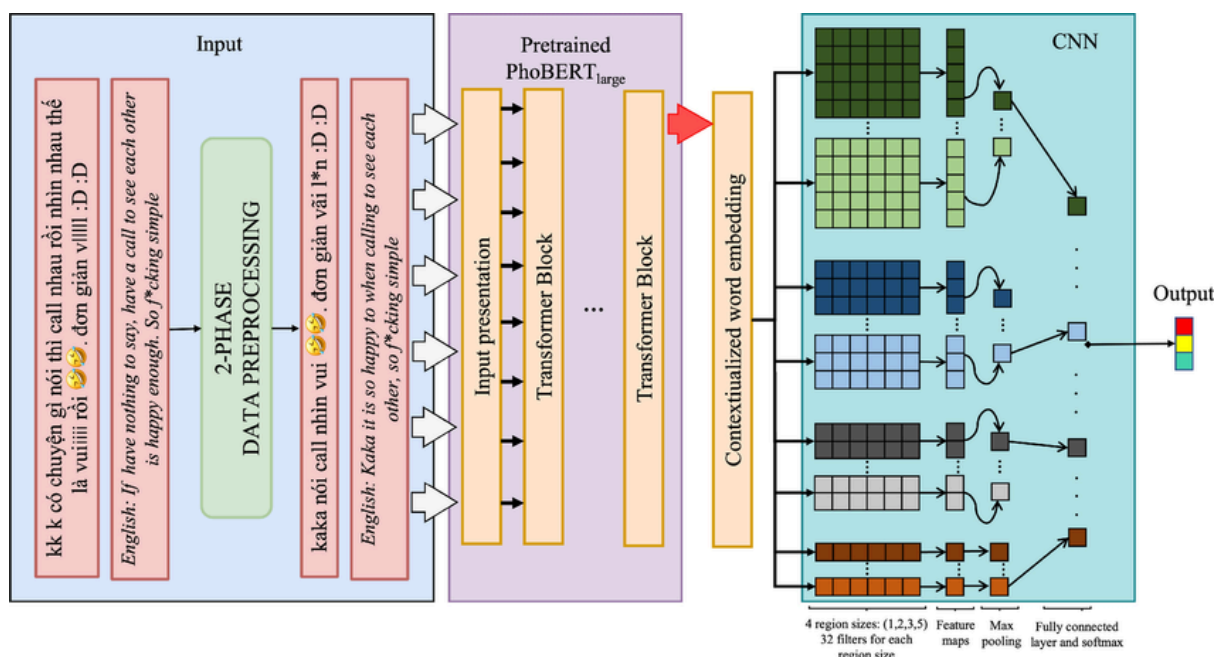 Input
kk k có chuyện gì nói thì call nhau rồi nhìn nhau thế
là vuiiiii rồi 🤣🤣. đơn giản vlllll :D :D
English: If have nothing to say, have a call to see each other
is happy enough. So f*cking simple
2-PHASE
DATA PREPROCESSING
kaka nói call nhìn vui 🤣🤣. đơn giản vãi l*n :D :D
English: Kaka it is so happy to when calling to see each
other, so f*cking simple
Pretrained
PhoBERT large
Input presentation
Transformer Block
...
Transformer Block
Contextiualized word embedding
CNN
Output
4 region sizes: (1,2,3,5)
32 filters for each
region size
Feature
maps
Max
pooling
Fully connected
layer and softmax